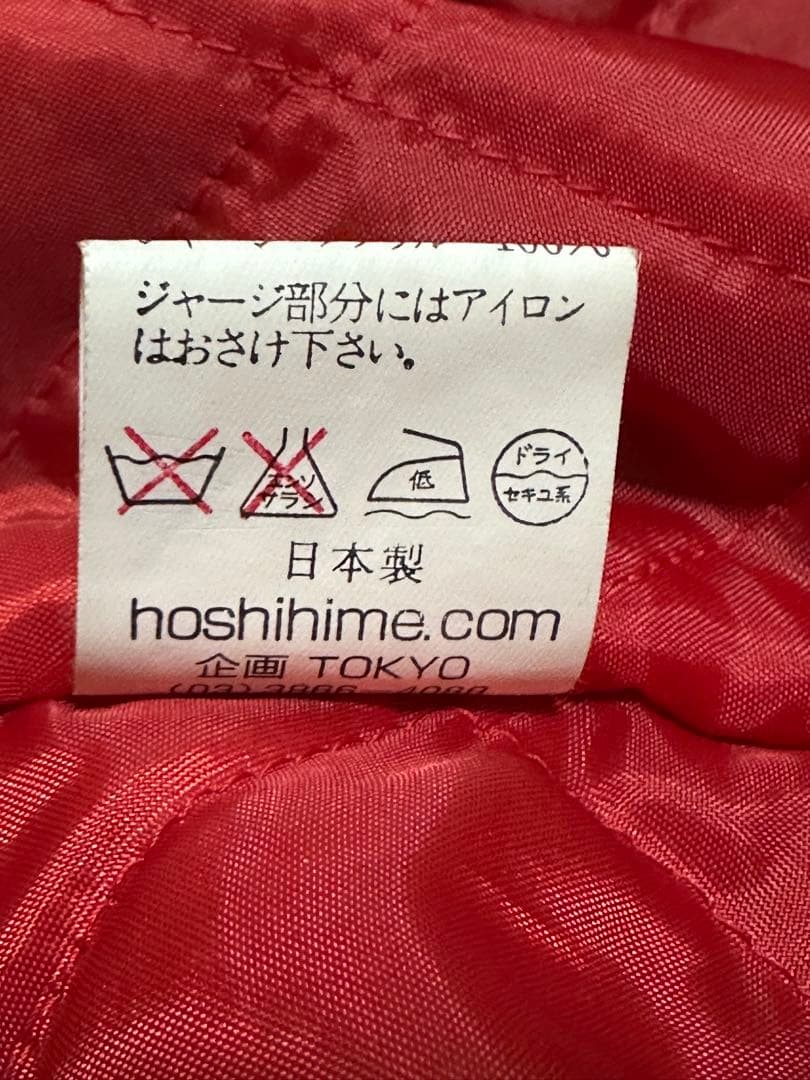 100%
ジャージ部分にはアイロン
はおさけ下さい。
エンソ
サラシ
低
ドライ
セキユ系
日本製
hoshihime.com
企画 TOKYO